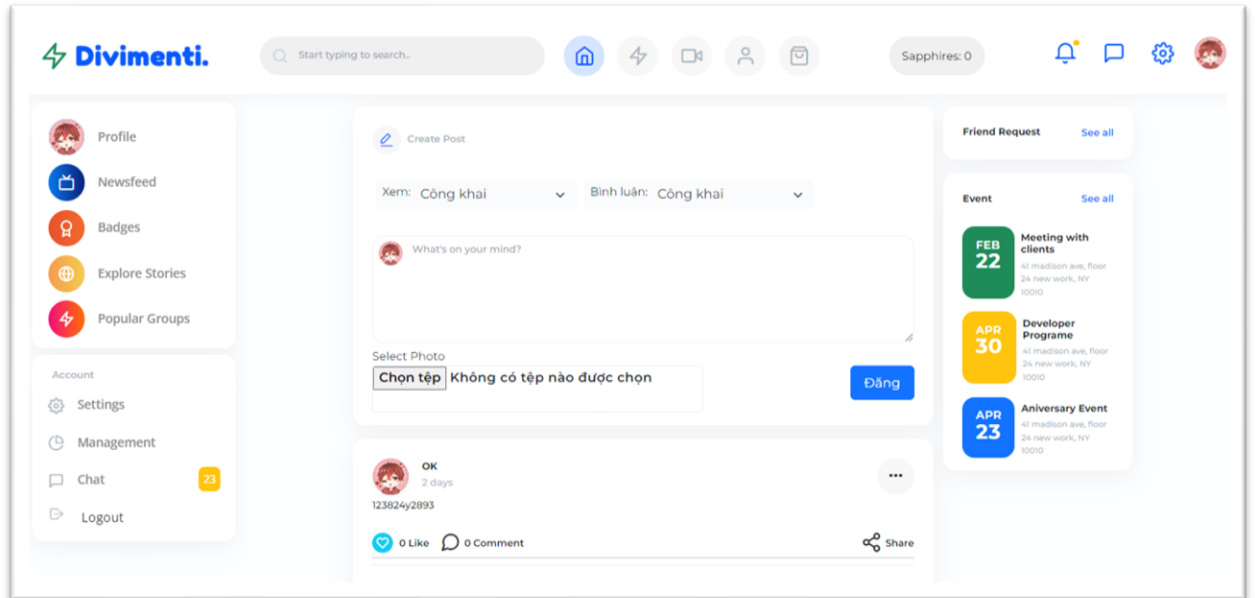 Divimenti.
Start typing to search..
Sapphires: 0
Profile
Newsfeed
Badges
Explore Stories
Popular Groups
Account
Settings
Management
Chat
23
Logout
Create Post
Xem: Công khai
Bình luận: Công khai
What's on your mind?
Select Photo
Chọn tệp Không có tệp nào được chọn
Đăng
OK
2 days
123824y2893
0 Like 0 Comment
Share
Friend Request See all
Event See all
FEB
22
Meeting with
clients
41 madison ave, floor
24 new work, NY
10010
APR
30
Developer
Programe
41 madison ave, floor
24 new work, NY
10010
APR
23
Aniversary Event
41 madison ave, floor
24 new work, NY
10010